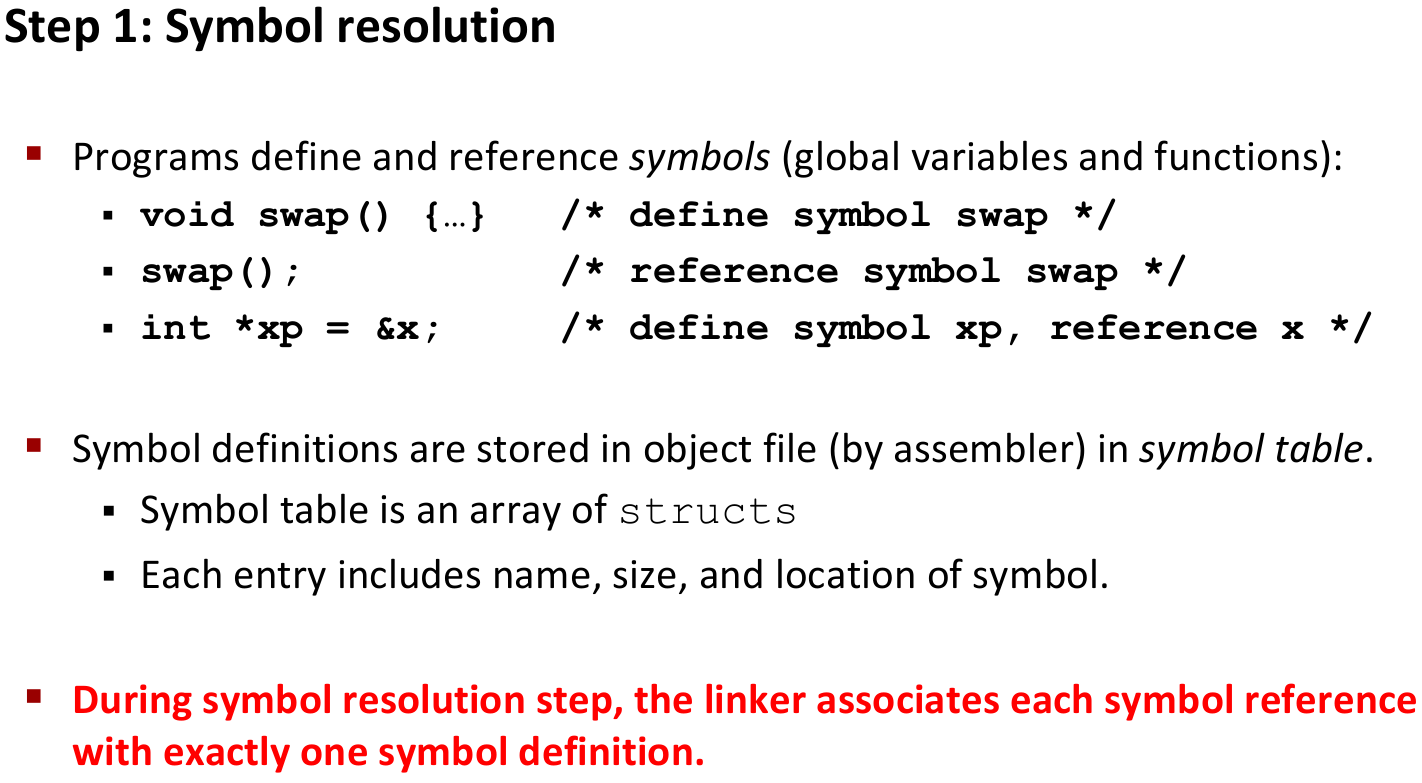 Step 1: Symbol resolution
▪ Programs define and reference symbols (global variables and functions):
▪ void swap() {…} /* define symbol swap */
▪ swap(); /* reference symbol swap */
▪ int *xp = &x; /* define symbol xp, reference x */
▪ Symbol definitions are stored in object file (by assembler) in symbol table.
▪ Symbol table is an array of structs
▪ Each entry includes name, size, and location of symbol.
▪ During symbol resolution step, the linker associates each symbol reference
with exactly one symbol definition.